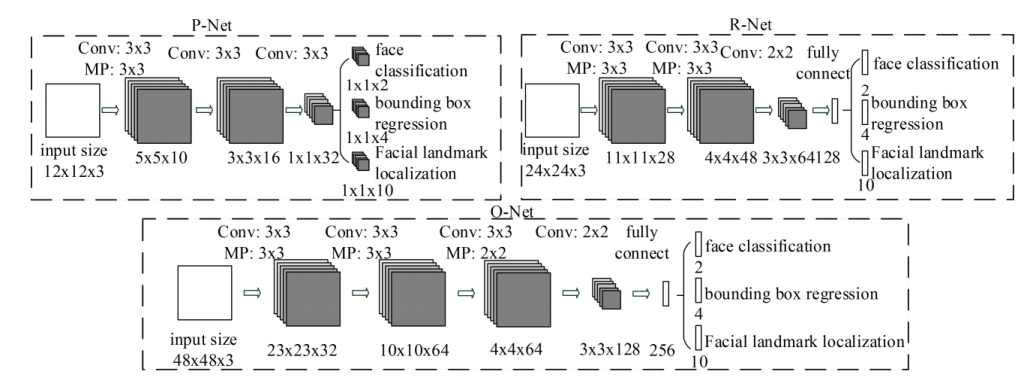 P-Net
Conv: 3x3
MP: 3x3
Conv: 3x3
Conv: 3x3
face
classification
1x1x2
bounding box
regression
1x1x4
Facial landmark
localization
1x1x10
input size
12x12x3
5x5x10
3x3x16
1x1x32
R-Net
Conv: 3x3
MP: 3x3
Conv: 3x3
MP: 3x3
Conv: 2x2
fully
connect
face classification
2
bounding box
regression
4
Facial landmark
localization
10
input size
24x24x3
11x11x28
4x4x48
3x3x64
128
O-Net
Conv: 3x3
MP: 3x3
Conv: 3x3
MP: 3x3
Conv: 3x3
MP: 2x2
Conv: 2x2
fully
connect
face classification
2
bounding box regression
4
Facial landmark localization
10
input size
48x48x3
23x23x32
10x10x64
4x4x64
3x3x128
256